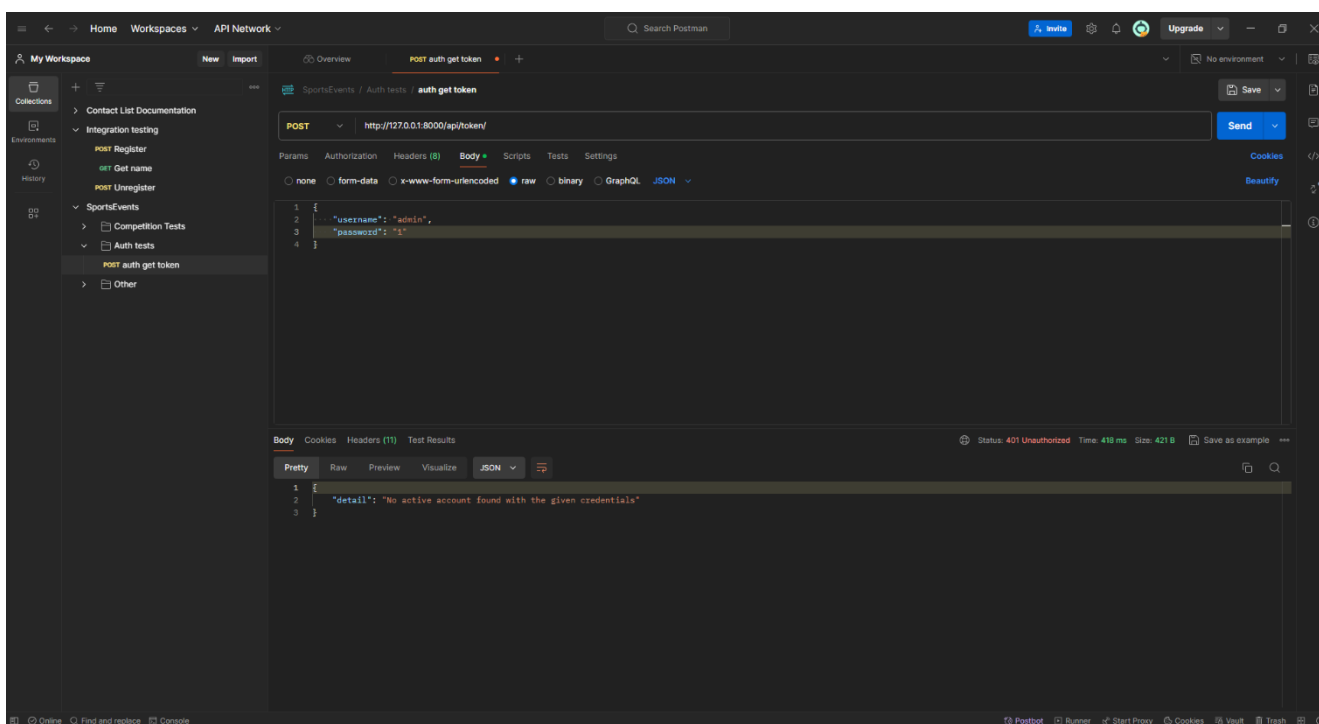 Home Workspaces API Network Search Postman Invite Upgrade
My Workspace New Import Overview POST auth get token + No environment
Collections
Environments
History
Contact List Documentation
Integration testing
POST Register
GET Get name
POST Unregister
SportsEvents
Competition Tests
Auth tests
POST auth get token
Other
HTTP SportsEvents / Auth tests / auth get token Save
POST http://127.0.0.1:8000/api/token/ Send
Params Authorization Headers (8) Body Scripts Tests Settings Cookies
none form-data x-www-form-urlencoded raw binary GraphQL JSON Beautify
1 {
2 "username": "admin",
3 "password": "1"
4 }
Body Cookies Headers (11) Test Results Status: 401 Unauthorized Time: 418 ms Size: 421 B Save as example
Pretty Raw Preview Visualize JSON
1 {
2 "detail": "No active account found with the given credentials"
3 }
Online Find and replace Console Postbot Runner Start Proxy Cookies Vault Trash